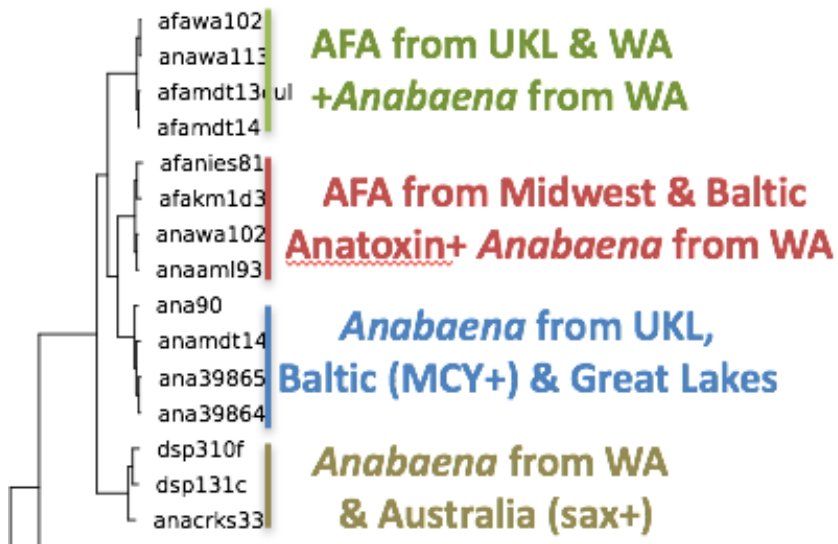 afawa102
anawa113
afamdt13cul
afamdt14
AFA from UKL & WA
+Anabaena from WA
afanies81
afakm1d3
anawa102
anaaml93
AFA from Midwest & Baltic
Anatoxin+ Anabaena from WA
ana90
anamdt14
ana39865
ana39864
Anabaena from UKL,
Baltic (MCY+) & Great Lakes
dsp310f
dsp131c
anacrks33
Anabaena from WA
& Australia (sax+)